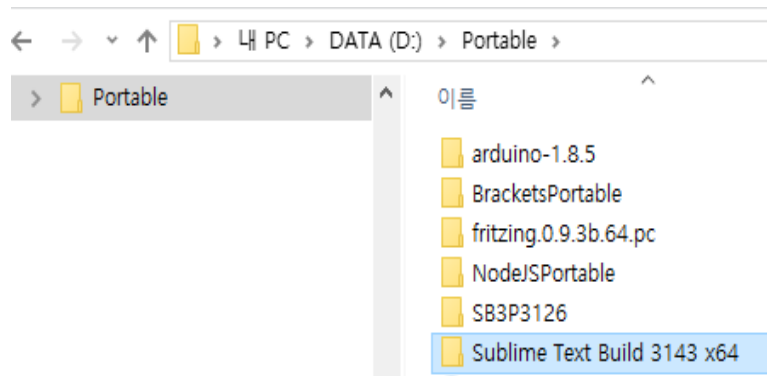 내 PC > DATA (D:) > Portable >
Portable
이름
arduino-1.8.5
BracketsPortable
fritzing.0.9.3b.64.pc
NodeJSPortable
SB3P3126
Sublime Text Build 3143 x64